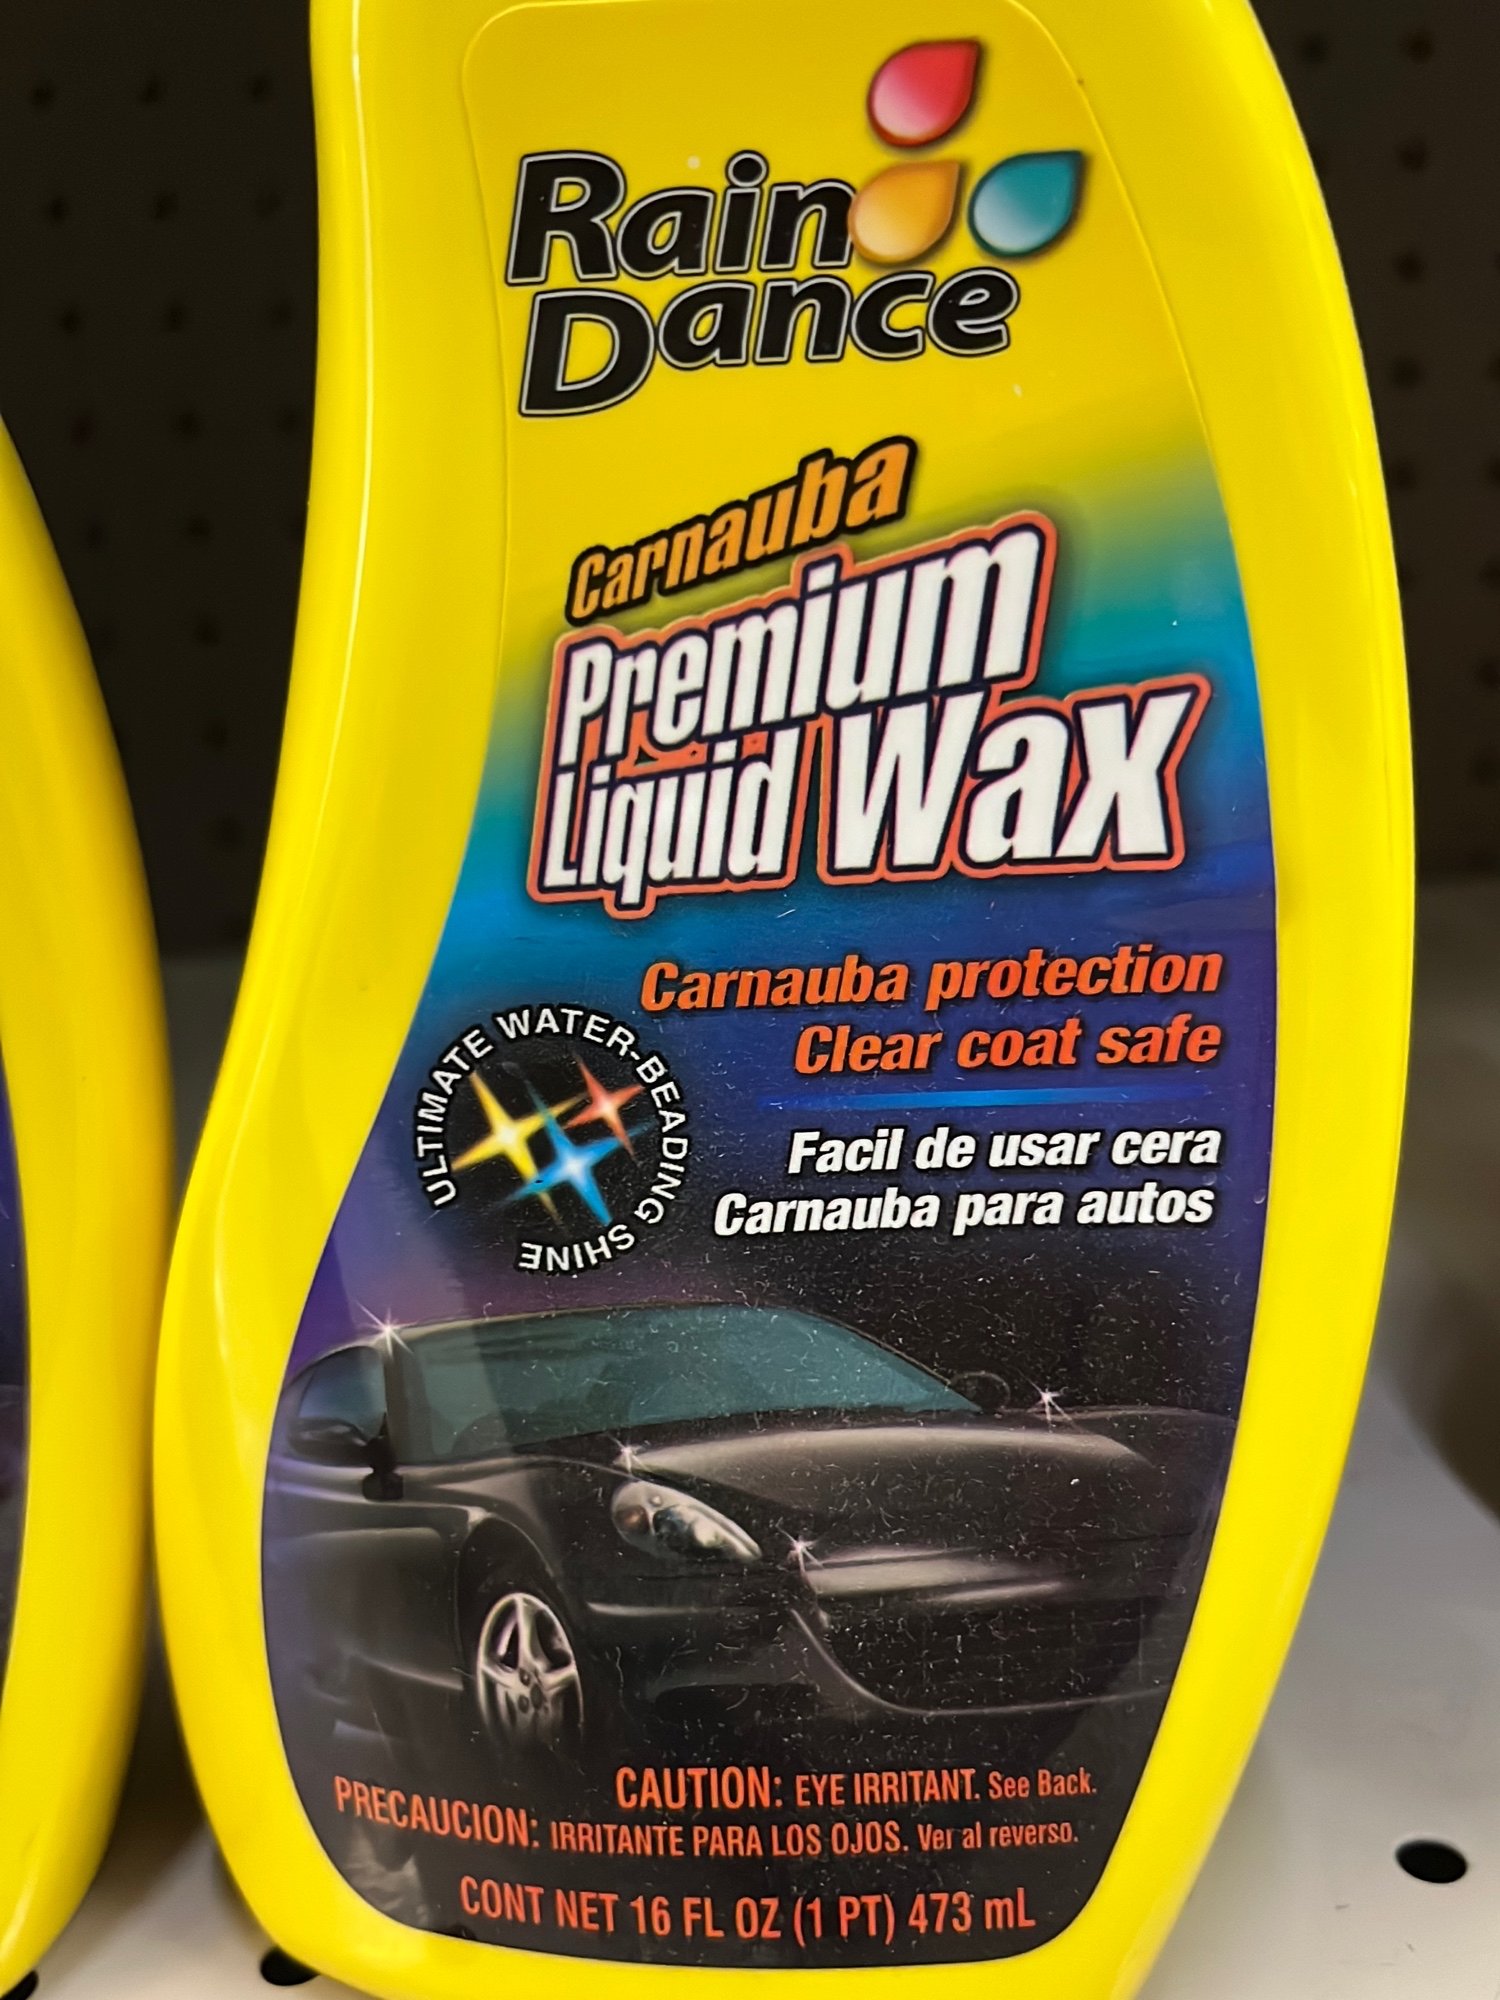 Rain
Dance
Carnauba
Premium
Liquid Wax
Carnauba protection
Clear coat safe
ULTIMATE WATER-BEADING SHINE
Facil de usar cera
Carnauba para autos
CAUTION: EYE IRRITANT. See Back.
PRECAUCION: IRRITANTE PARA LOS OJOS. Ver al reverso.
CONT NET 16 FL OZ (1 PT) 473 mL